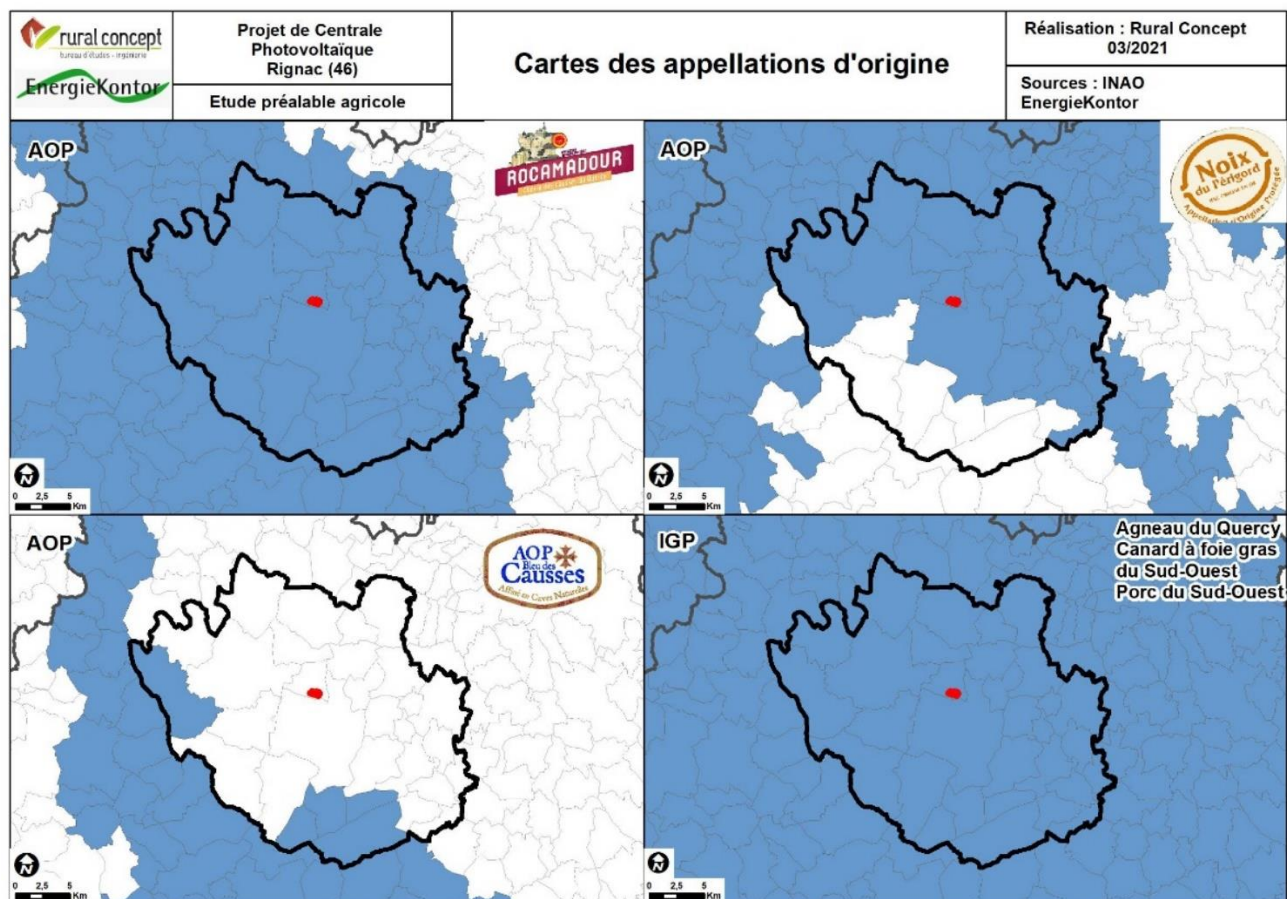 rural concept
bureau d'études - ingénierie
EnergieKontor
Projet de Centrale
Photovoltaïque
Rignac (46)
Etude préalable agricole
Cartes des appellations d'origine
Réalisation : Rural Concept
03/2021
Sources : INAO
EnergieKontor
AOP
ROCAMADOUR
N
0 2,5 5
Km
AOP
Noix
du Périgord
Appellation d'Origine Protégée
N
0 2,5 5
Km
AOP
AOP
Bleu des
Causses
Affiné en Caves Naturelles
N
0 2,5 5
Km
IGP
Agneau du Quercy
Canard à foie gras
du Sud-Ouest
Porc du Sud-Ouest
N
0 2,5 5
Km